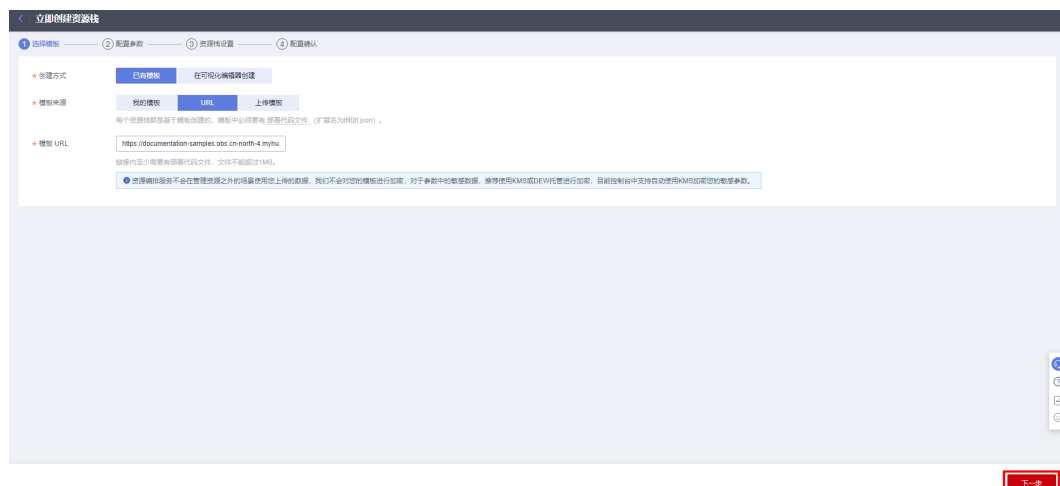 立即创建资源栈
1 选择模板 2 配置参数 3 资源栈设置 4 配置确认
* 创建方式 已有模板 在可视化编辑器创建
* 模板来源 我的模板 URL 上传模板
每个资源栈都是基于模板创建的，模板中必须要有 部署代码文件（扩展名为tf或tf.json）。
* 模板 URL https://documentation-samples.obs.cn-north-4.myhu
链接内至少需要有部署代码文件，文件不能超过1MB。
资源编排服务不会在管理资源之外的场景使用您上传的数据，我们不会对您的模板进行加密，对于参数中的敏感数据，推荐使用KMS或DEW托管进行加密，目前控制台中支持自动使用KMS加密您的敏感参数。
下一步